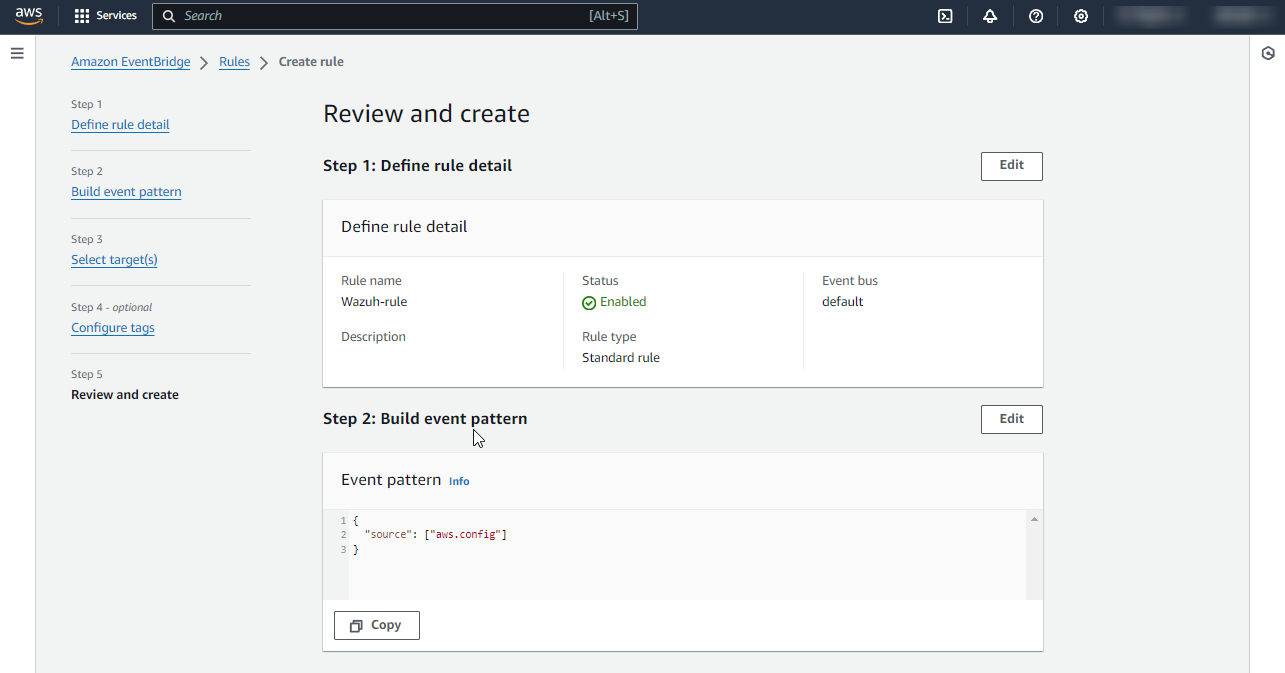 aws
Services
Search
[Alt+S]
Amazon EventBridge
Rules
Create rule
Step 1
Define rule detail
Step 2
Build event pattern
Step 3
Select target(s)
Step 4 - optional
Configure tags
Step 5
Review and create
Review and create
Step 1: Define rule detail
Edit
Define rule detail
Rule name
Wazuh-rule
Description
Status
Enabled
Rule type
Standard rule
Event bus
default
Step 2: Build event pattern
Edit
Event pattern Info
1 {
2 "source": ["aws.config"]
3 }
Copy